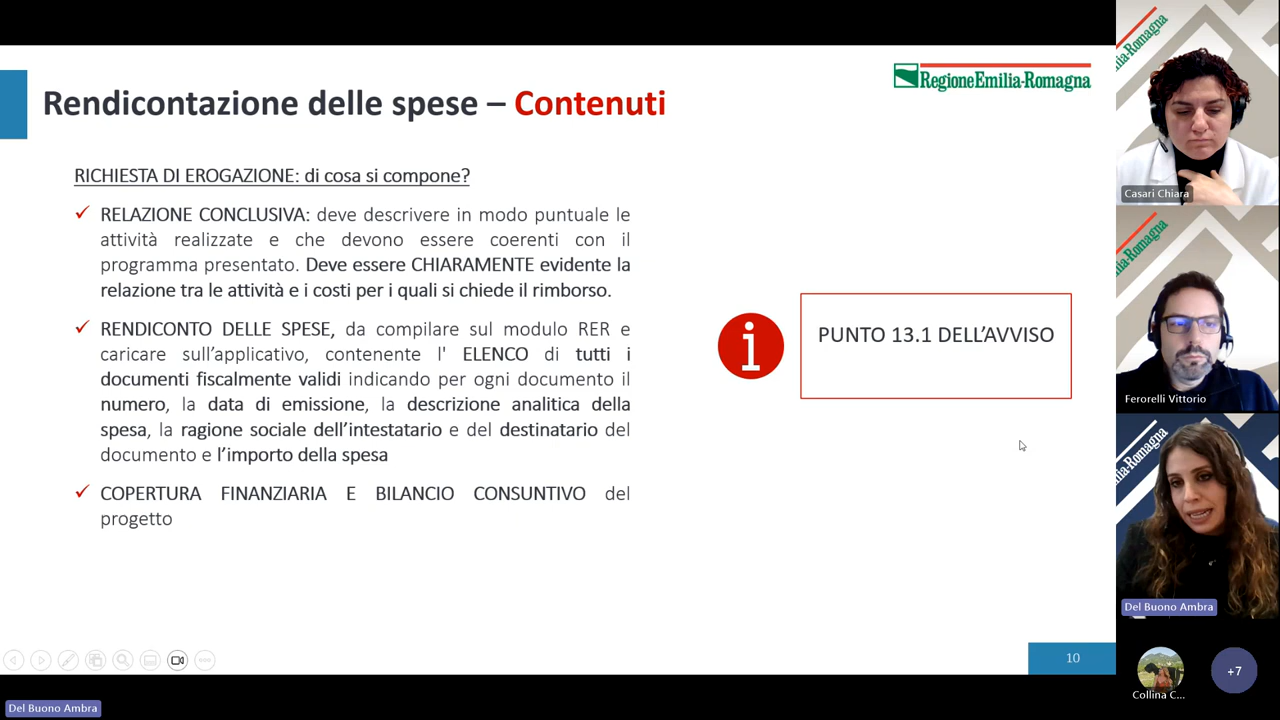 RegioneEmilia-Romagna
Rendicontazione delle spese – Contenuti
RICHIESTA DI EROGAZIONE: di cosa si compone?
RELAZIONE CONCLUSIVA: deve descrivere in modo puntuale le
attività realizzate e che devono essere coerenti con il
programma presentato. Deve essere CHIARAMENTE evidente la
relazione tra le attività e i costi per i quali si chiede il rimborso.
RENDICONTO DELLE SPESE, da compilare sul modulo RER e
caricare sull'applicativo, contenente l' ELENCO di tutti i
documenti fiscalmente validi indicando per ogni documento il
numero, la data di emissione, la descrizione analitica della
spesa, la ragione sociale dell'intestatario e del destinatario del
documento e l'importo della spesa
COPERTURA FINANZIARIA E BILANCIO CONSUNTIVO del
progetto
i
PUNTO 13.1 DELL'AVVISO
10
Del Buono Ambra
Emilia-Romagna
Casari Chiara
Emilia-Romagna
Ferorelli Vittorio
Emilia-Romagna
Del Buono Ambra
Collina C...
+7